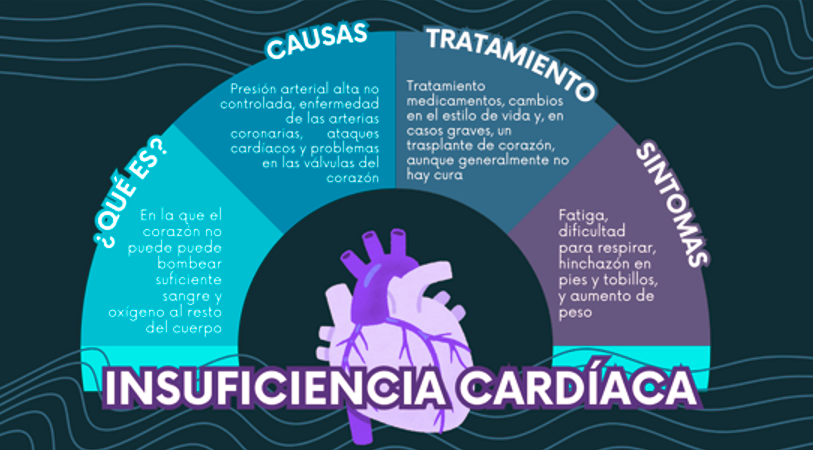 ¿QUÉ ES?
En la que el
corazón no
puede puede
bombear
suficiente
sangre y
oxigeno al resto
del cuerpo
CAUSAS
Presión arterial alta no
controlada, enfermedad
de las arterias
coronarias, ataques
cardíacos y problemas
en las válvulas del
corazón
TRATAMIENTO
Tratamiento
medicamentos, cambios
en el estilo de vida y, en
casos graves, un
trasplante de corazón,
aunque generalmente no
hay cura
SINTOMAS
Fatiga,
dificultad
para respirar,
hinchazón en
pies y tobillos,
y aumento de
peso
INSUFICIENCIA CARDÍACA